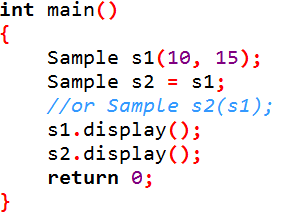 int main()
{
    Sample s1(10, 15);
    Sample s2 = s1;
    //or Sample s2(s1);
    s1.display();
    s2.display();
    return 0;
}